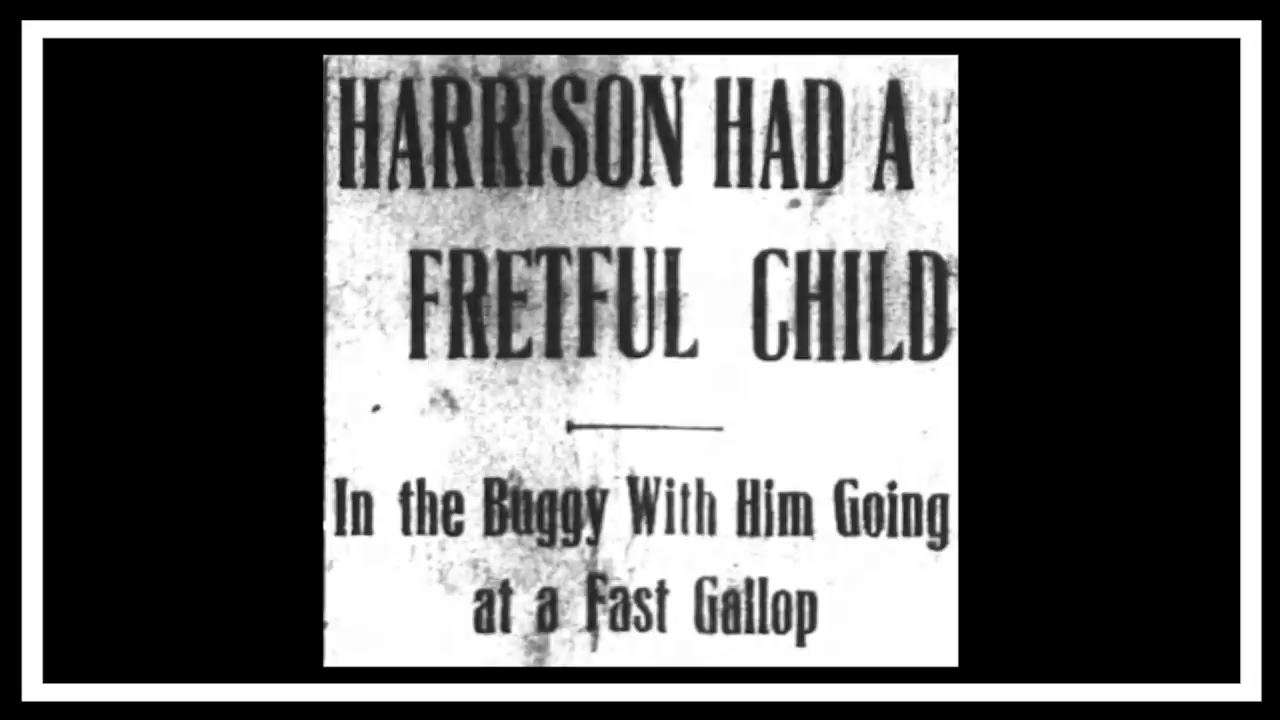 HARRISON HAD A
FRETFUL CHILD
In the Buggy With Him Going
at a Fast Gallop